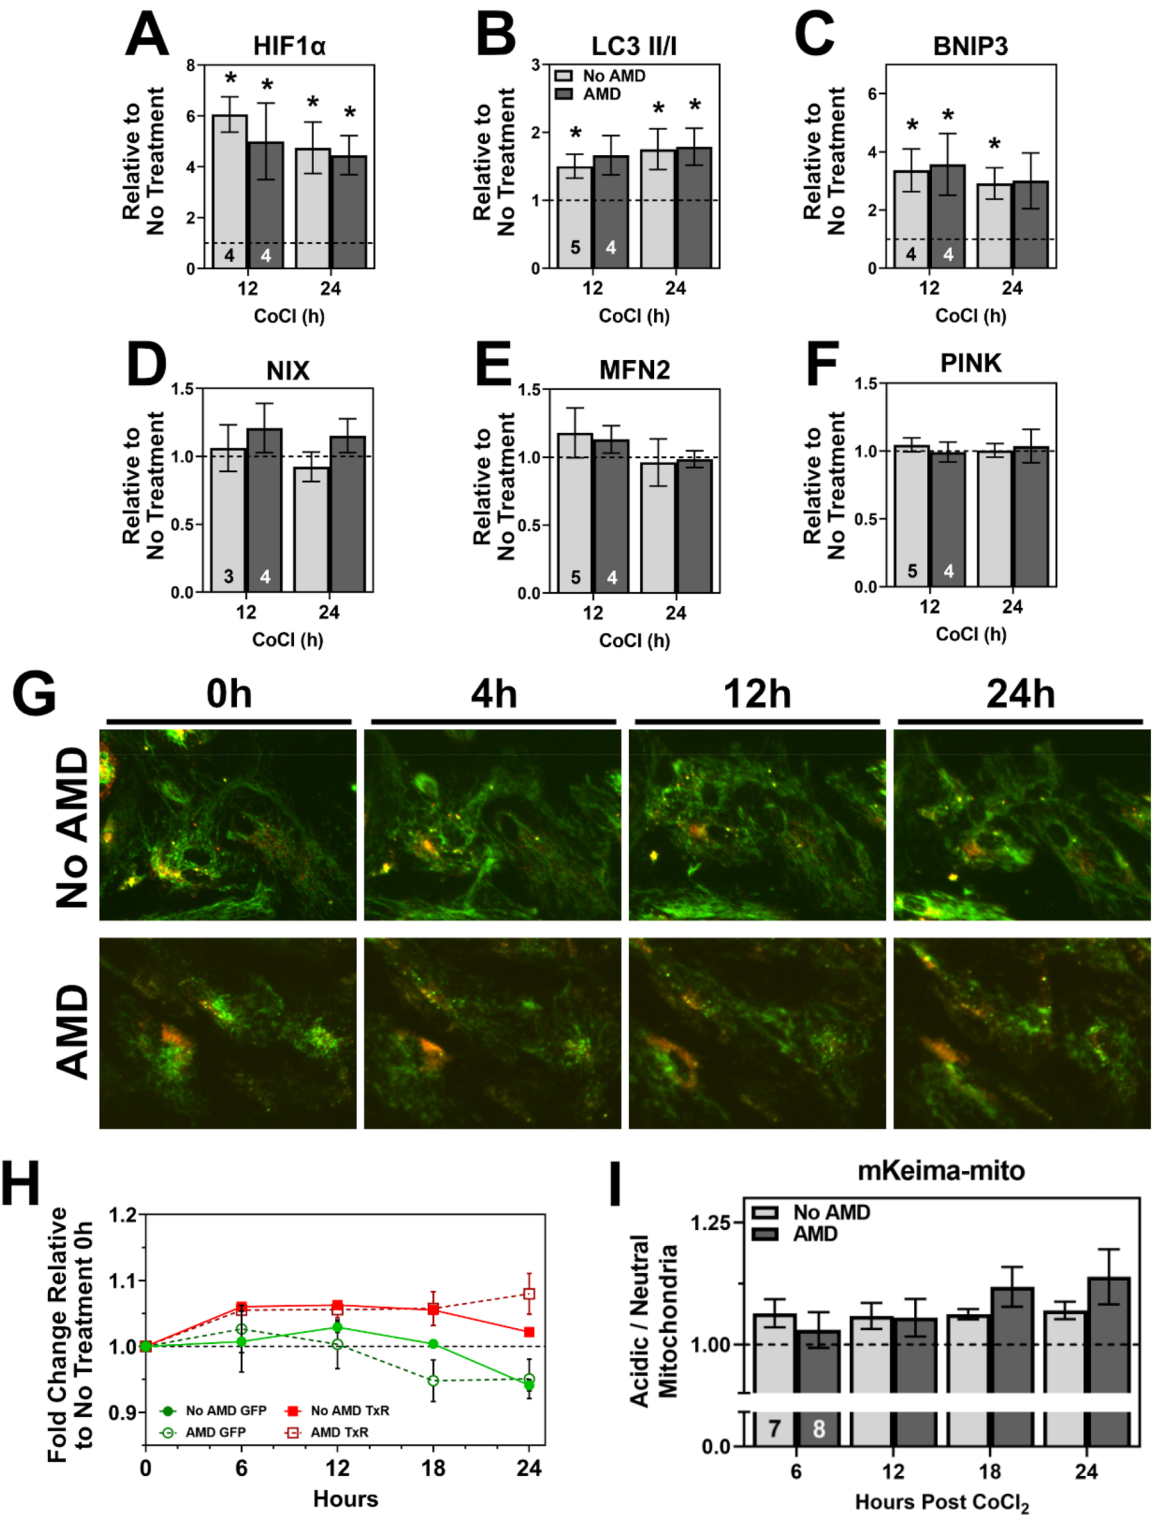 A
HIF1α
Relative to
No Treatment
8
6
4
2
0
*
*
*
*
4
4
12
24
CoCl (h)
B
LC3 II/I
Relative to
No Treatment
3
2
1
0
No AMD
AMD
*
*
*
5
4
12
24
CoCl (h)
C
BNIP3
Relative to
No Treatment
6
4
2
0
*
*
*
4
4
12
24
CoCl (h)
D
NIX
Relative to
No Treatment
1.5
1.0
0.5
0.0
3
4
12
24
CoCl (h)
E
MFN2
Relative to
No Treatment
1.5
1.0
0.5
0.0
5
4
12
24
CoCl (h)
F
PINK
Relative to
No Treatment
1.5
1.0
0.5
0.0
5
4
12
24
CoCl (h)
G
0h
4h
12h
24h
No AMD
AMD
H
Fold Change Relative
to No Treatment 0h
1.2
1.1
1.0
0.9
No AMD GFP
No AMD TxR
AMD GFP
AMD TxR
0
6
12
18
24
Hours
I
mKeima-mito
Acidic / Neutral
Mitochondria
1.25
1.00
0.0
No AMD
AMD
7
8
6
12
18
24
Hours Post CoCl₂